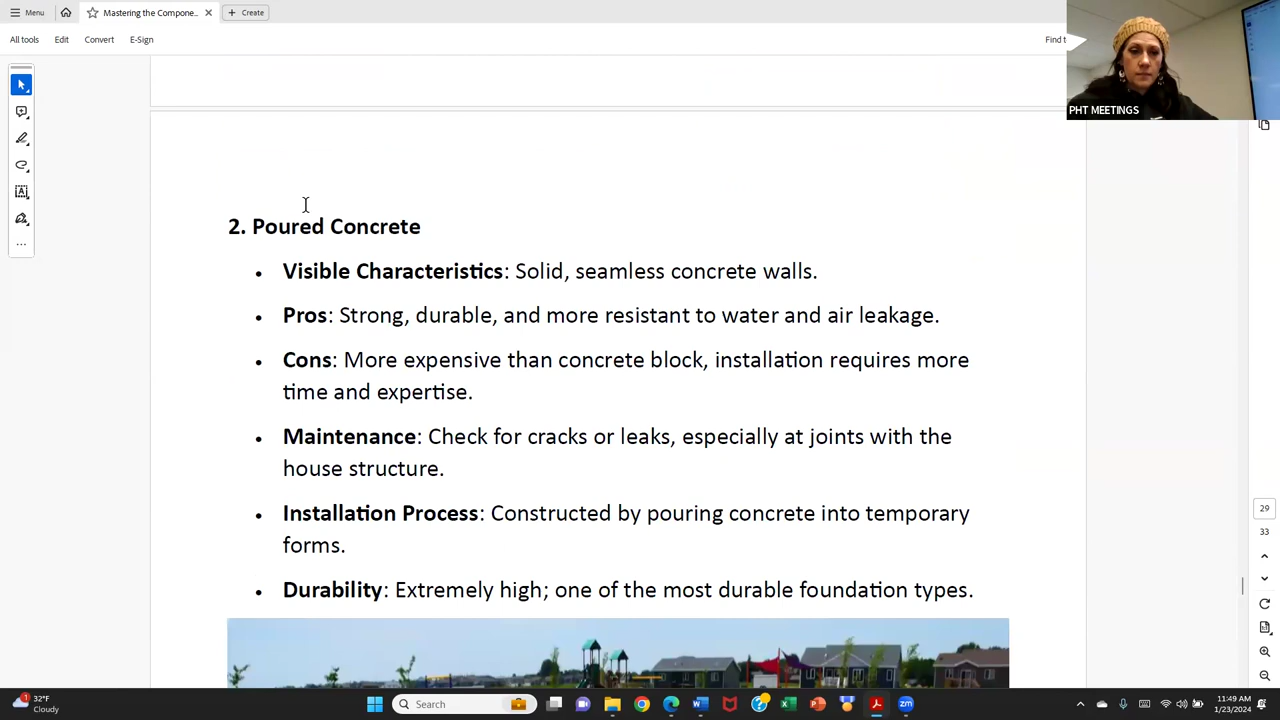 Menu
Mastering the Compone...
Create
All tools
Edit
Convert
E-Sign
Find t
PHT MEETINGS
2. Poured Concrete
• Visible Characteristics: Solid, seamless concrete walls.
• Pros: Strong, durable, and more resistant to water and air leakage.
• Cons: More expensive than concrete block, installation requires more
time and expertise.
• Maintenance: Check for cracks or leaks, especially at joints with the
house structure.
• Installation Process: Constructed by pouring concrete into temporary
forms.
• Durability: Extremely high; one of the most durable foundation types.
29
33
1
32°F
Cloudy
Search
11:49 AM
1/23/2024